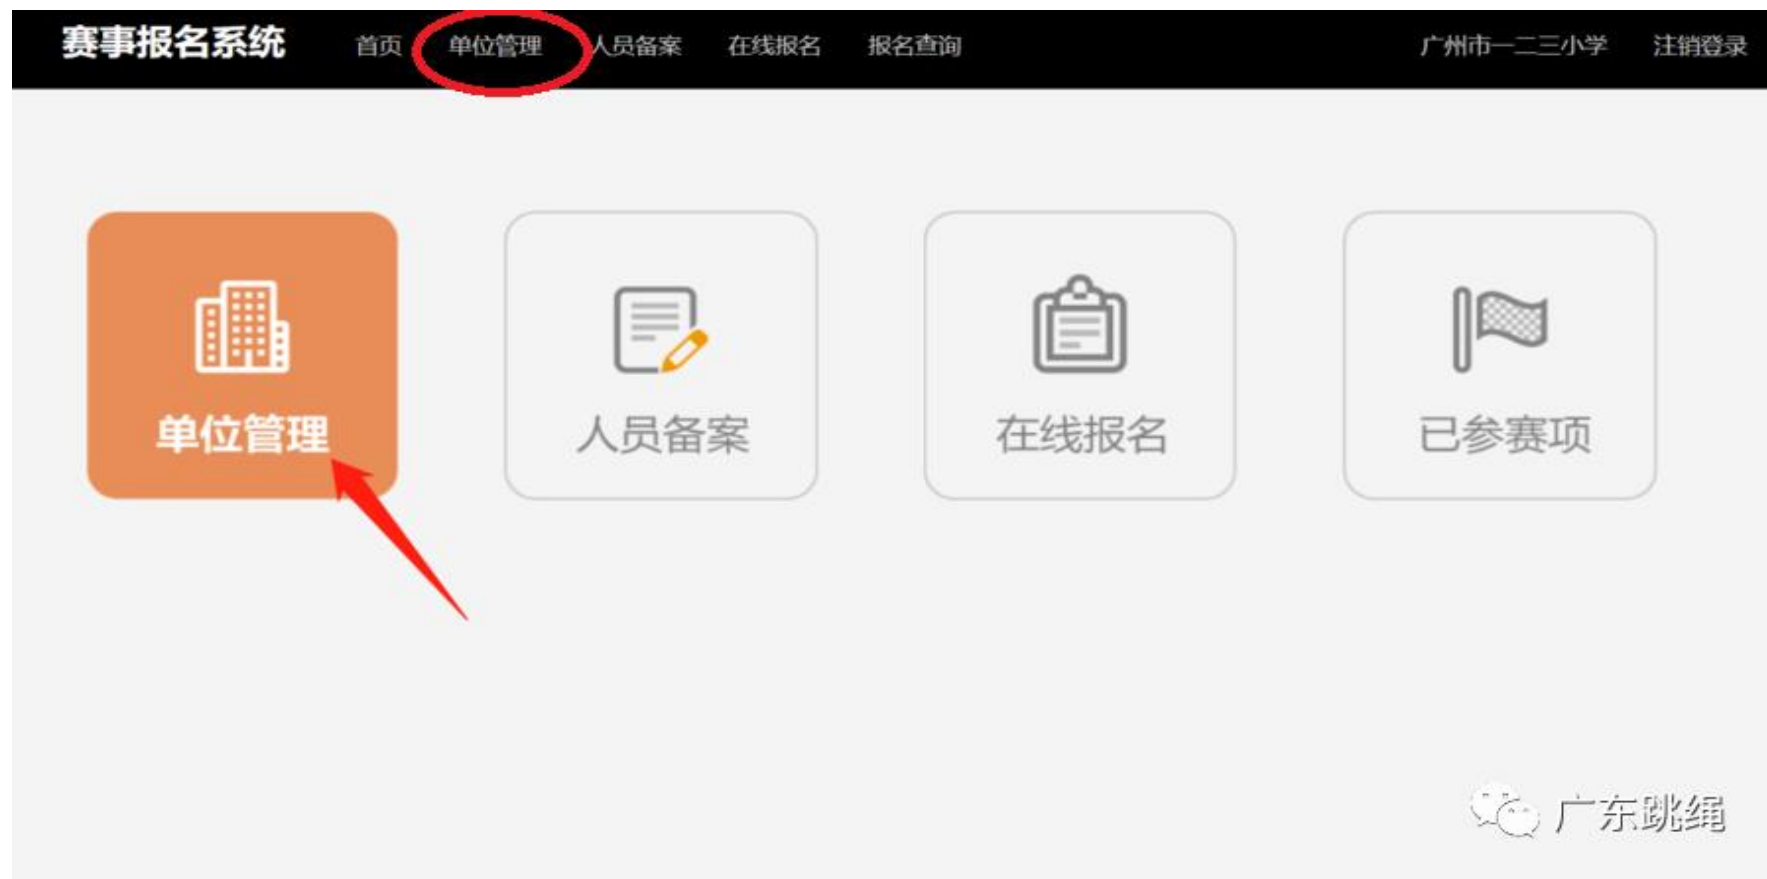 赛事报名系统 首页 单位管理 人员备案 在线报名 报名查询 广州市一二三小学 注销登录
单位管理 人员备案 在线报名 已参赛项
广东跳绳